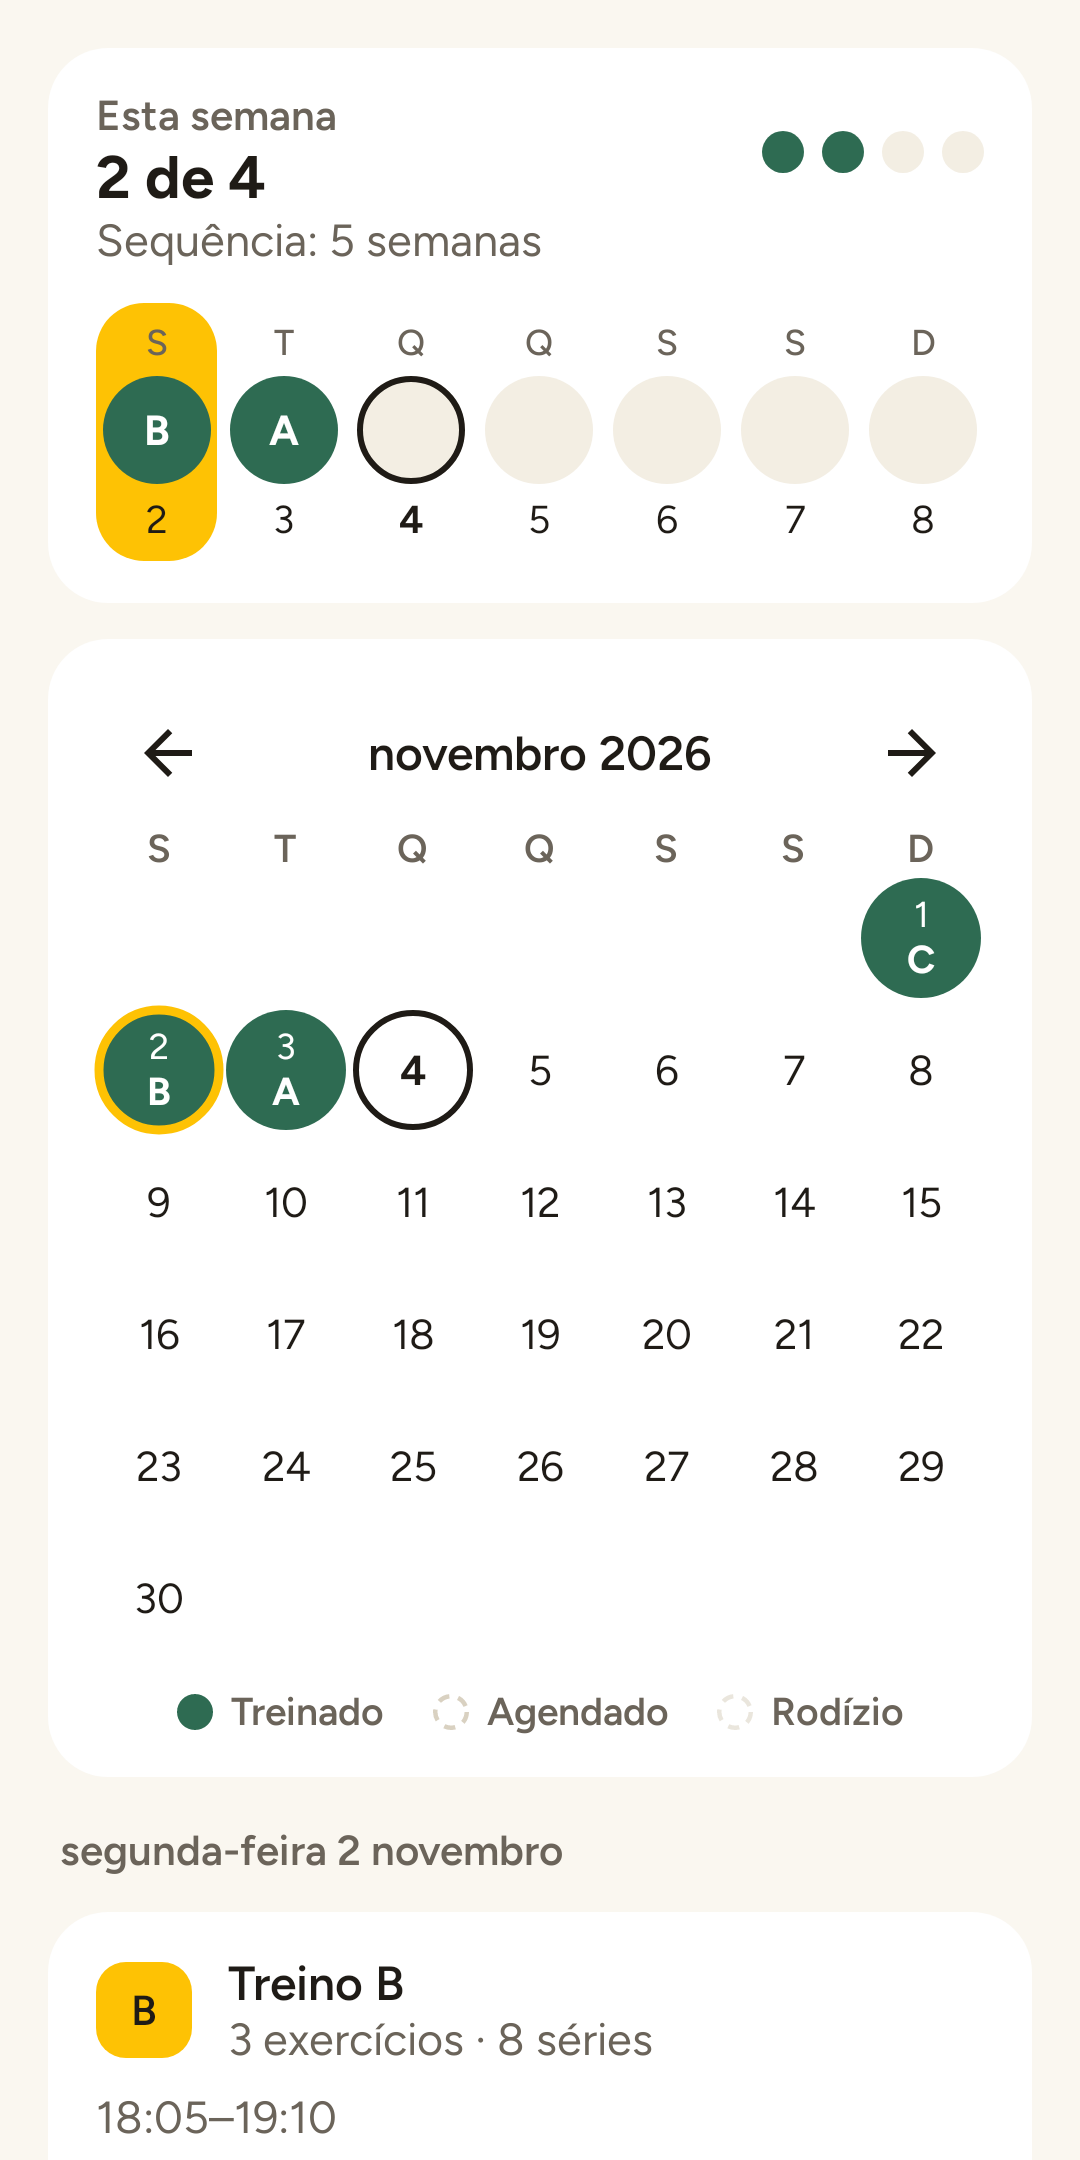 Esta semana
2 de 4
Sequência: 5 semanas
S T Q Q S S D
B A
2 3 4 5 6 7 8
novembro 2026
S T Q Q S S D
1
C
2 3 4 5 6 7 8
B A
9 10 11 12 13 14 15
16 17 18 19 20 21 22
23 24 25 26 27 28 29
30
Treinado Agendado Rodízio
segunda-feira 2 novembro
B
Treino B
3 exercícios · 8 séries
18:05–19:10